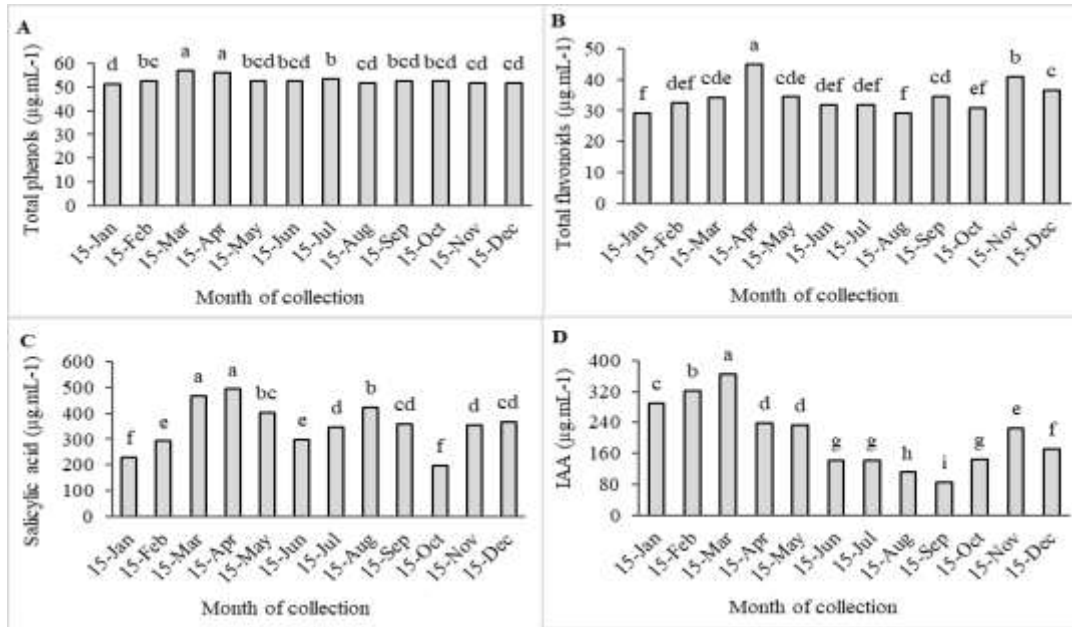 A
Total phenols (µg.mL-1)
70
60
50
40
30
20
10
0
d bc a a bcd bcd b cd bcd bcd cd cd
15-Jan 15-Feb 15-Mar 15-Apr 15-May 15-Jun 15-Jul 15-Aug 15-Sep 15-Oct 15-Nov 15-Dec
Month of collection
B
Total flavonoids (µg.mL-1)
50
40
30
20
10
0
f def cde a cde def def f cd ef b c
15-Jan 15-Feb 15-Mar 15-Apr 15-May 15-Jun 15-Jul 15-Aug 15-Sep 15-Oct 15-Nov 15-Dec
Month of collection
C
Salicylic acid (µg.mL-1)
600
500
400
300
200
100
0
f e a a bc e d b cd f d cd
15-Jan 15-Feb 15-Mar 15-Apr 15-May 15-Jun 15-Jul 15-Aug 15-Sep 15-Oct 15-Nov 15-Dec
Month of collection
D
IAA (µg.mL-1)
400
320
240
160
80
0
c b a d d g g h i g e f
15-Jan 15-Feb 15-Mar 15-Apr 15-May 15-Jun 15-Jul 15-Aug 15-Sep 15-Oct 15-Nov 15-Dec
Month of collection